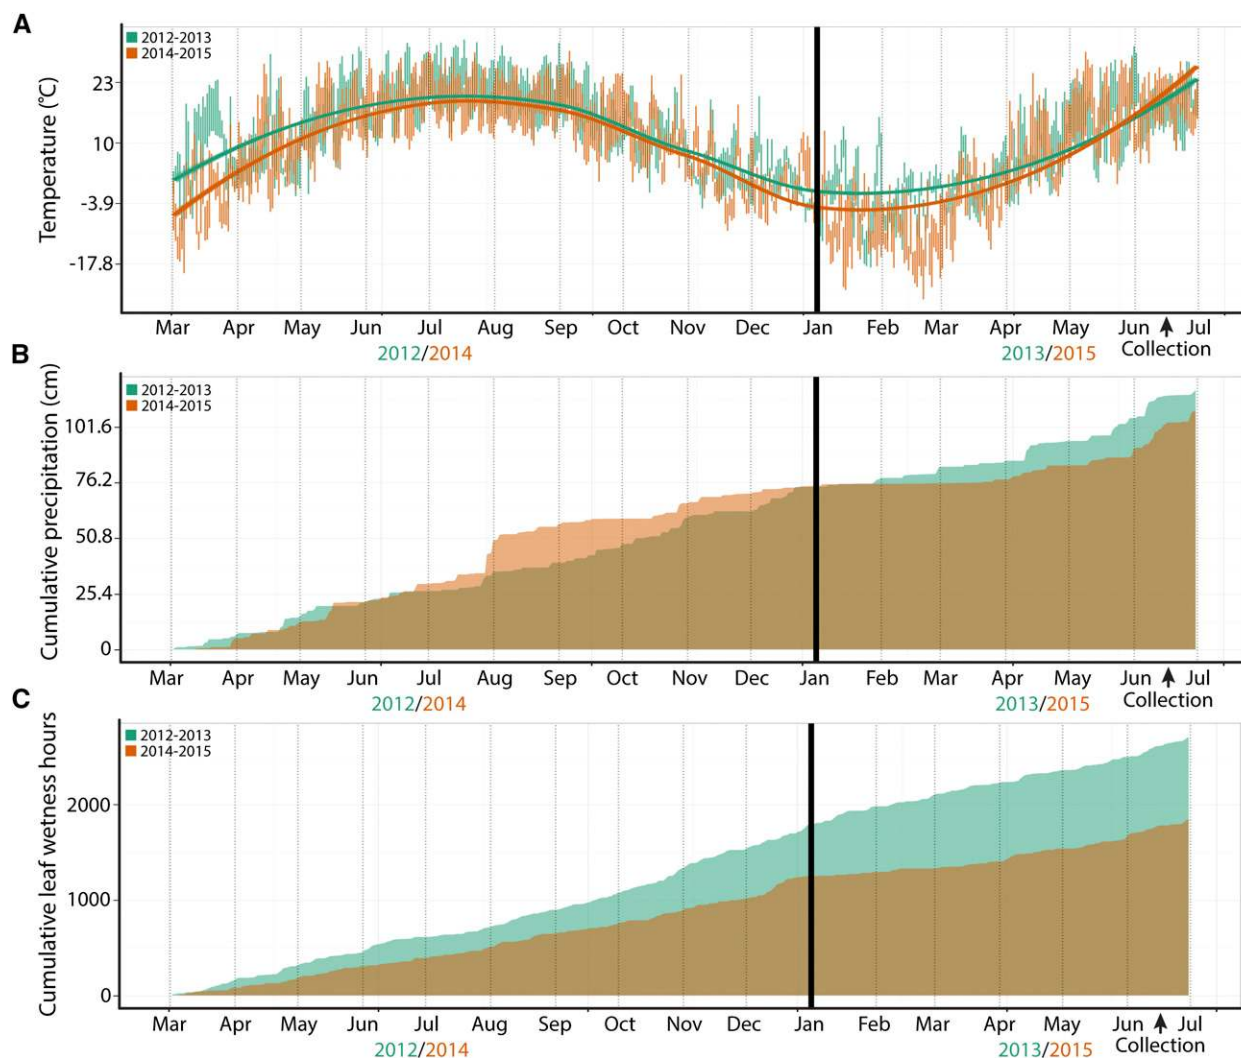 A
2012-2013
2014-2015
Temperature (°C)
23
10
-3.9
-17.8
Mar Apr May Jun Jul Aug Sep Oct Nov Dec Jan Feb Mar Apr May Jun Jul
2012/2014 2013/2015 Collection
B
2012-2013
2014-2015
Cumulative precipitation (cm)
101.6
76.2
50.8
25.4
0
Mar Apr May Jun Jul Aug Sep Oct Nov Dec Jan Feb Mar Apr May Jun Jul
2012/2014 2013/2015 Collection
C
2012-2013
2014-2015
Cumulative leaf wetness hours
2000
1000
0
Mar Apr May Jun Jul Aug Sep Oct Nov Dec Jan Feb Mar Apr May Jun Jul
2012/2014 2013/2015 Collection